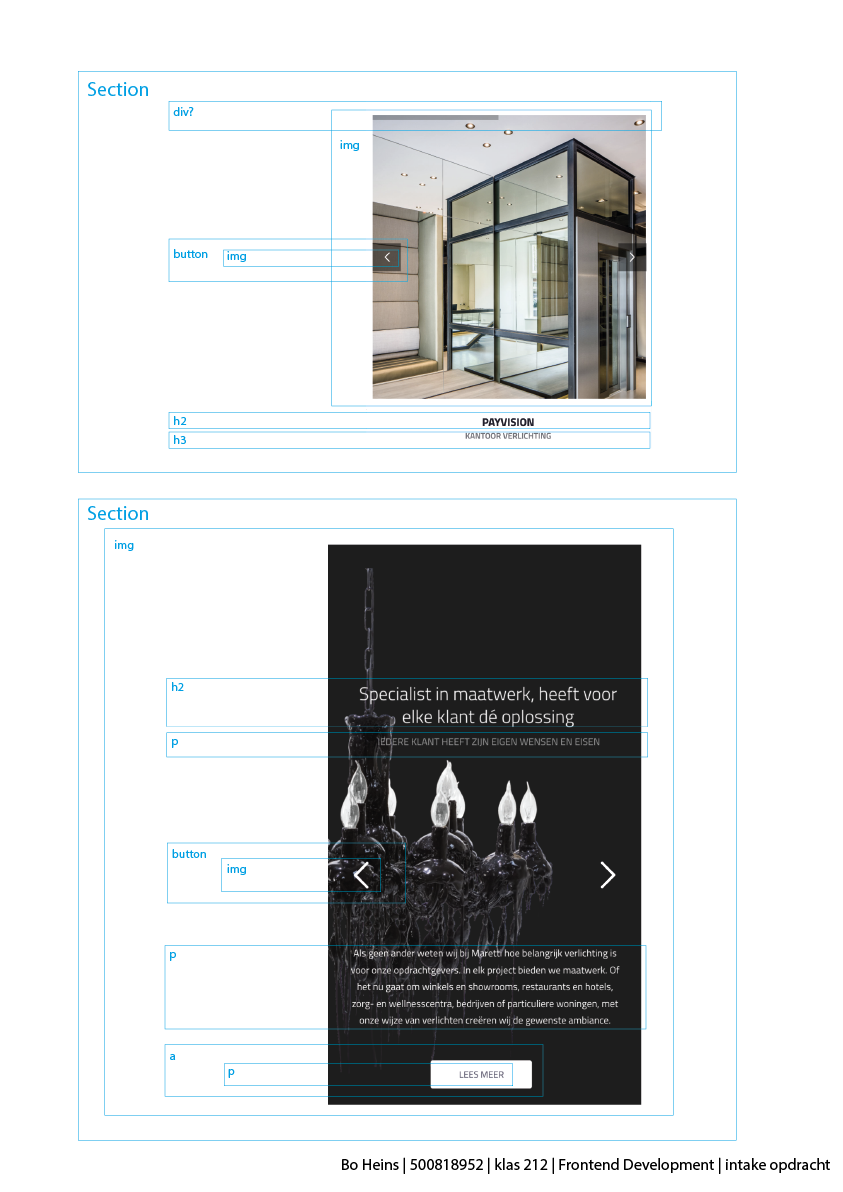 Section
div?
img
button
img
h2
PAYVISION
h3
KANTOOR VERLICHTING
Section
img
h2
Specialist in maatwerk, heeft voor
elke klant dé oplossing
p
IEDERE KLANT HEEFT ZIJN EIGEN WENSEN EN EISEN
button
img
p
Als geen ander weten wij bij Maretti hoe belangrijk verlichting is
voor onze opdrachtgevers. In elk project bieden we maatwerk. Of
het nu gaat om winkels en showrooms, restaurants en hotels,
zorg- en wellnesscentra, bedrijven of particuliere woningen, met
onze wijze van verlichten creëren wij de gewenste ambiance.
a
p
LEES MEER
Bo Heins | 500818952 | klas 212 | Frontend Development | intake opdracht